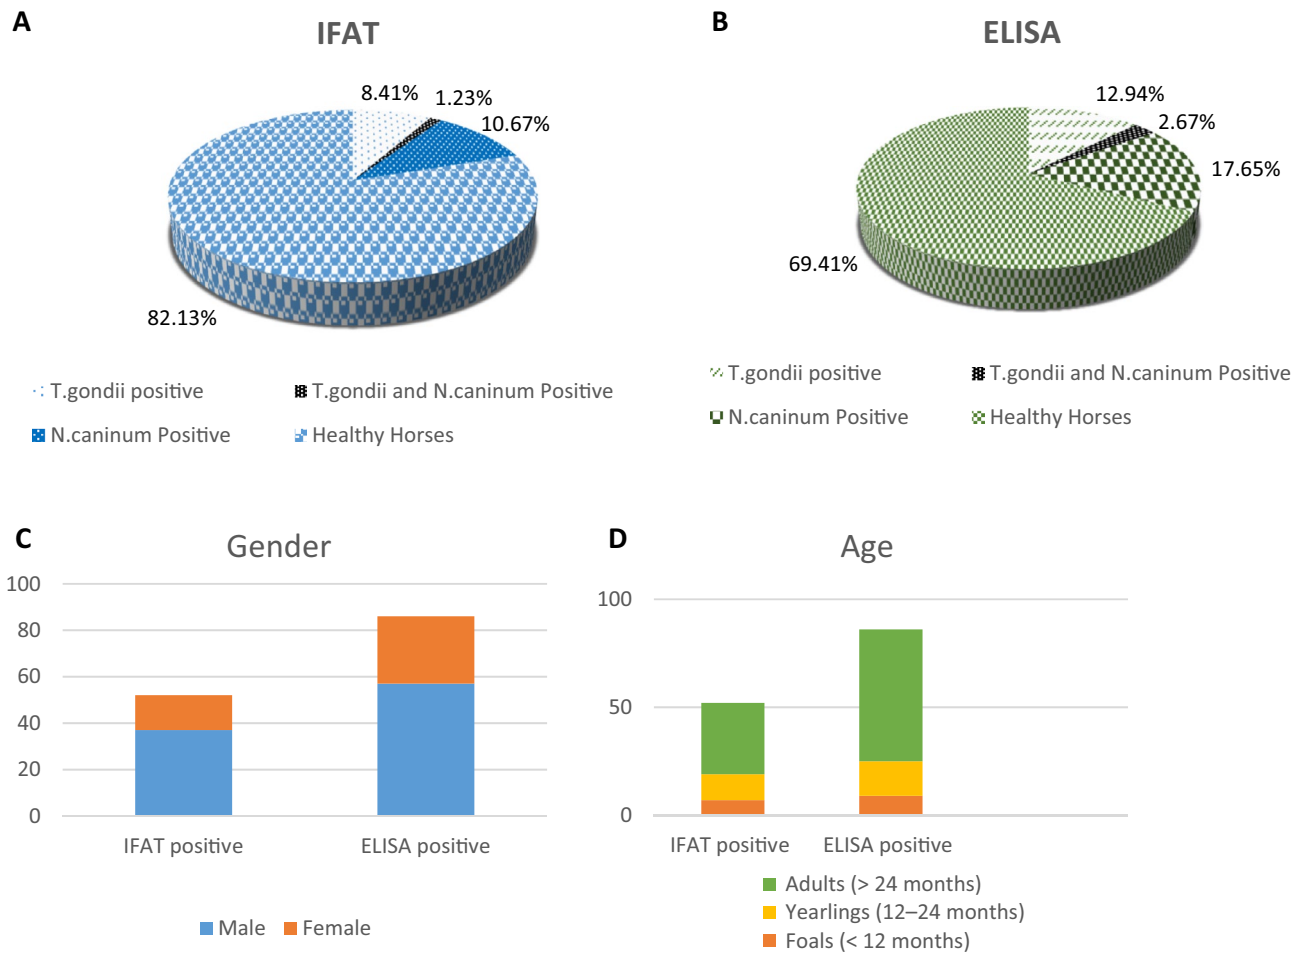 A
IFAT
8.41%
1.23%
10.67%
82.13%
T.gondii positive
T.gondii and N.caninum Positive
N.caninum Positive
Healthy Horses
B
ELISA
12.94%
2.67%
17.65%
69.41%
T.gondii positive
T.gondii and N.caninum Positive
N.caninum Positive
Healthy Horses
C
Gender
100
80
60
40
20
0
IFAT positive
ELISA positive
Male
Female
D
Age
100
50
0
IFAT positive
ELISA positive
Adults (> 24 months)
Yearlings (12–24 months)
Foals (< 12 months)